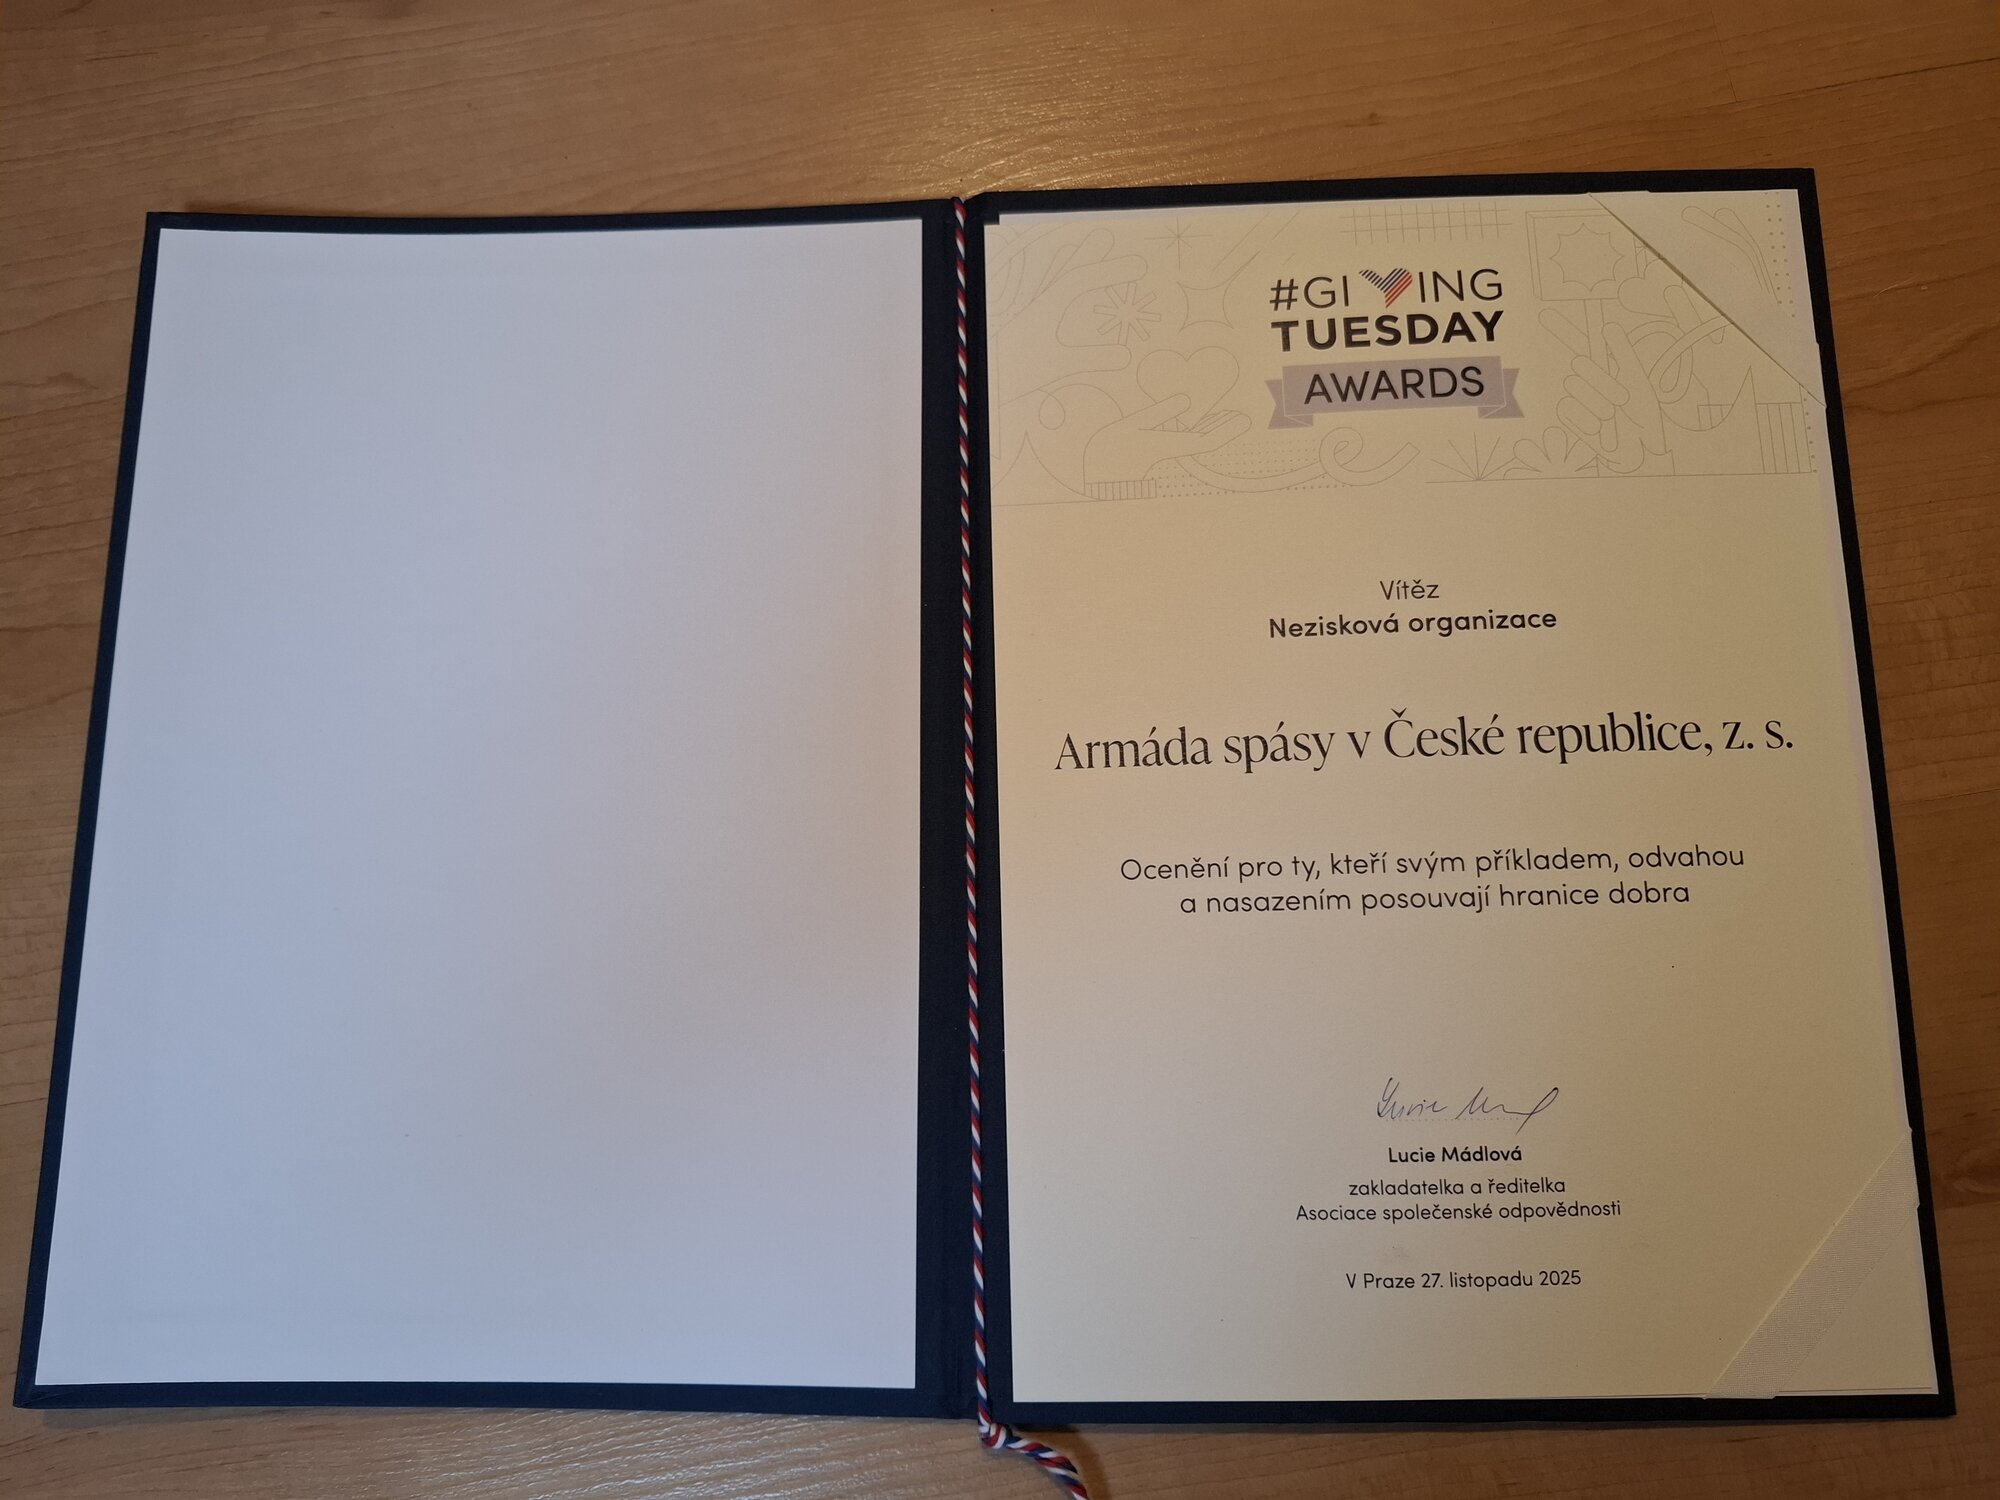 #GIVING
TUESDAY
AWARDS
Vítěz
Nezisková organizace
Armáda spásy v České republice, z. s.
Ocenění pro ty, kteří svým příkladem, odvahou
a nasazením posouvají hranice dobra
Lucie Mádlová
zakladatelka a ředitelka
Asociace společenské odpovědnosti
V Praze 27. listopadu 2025